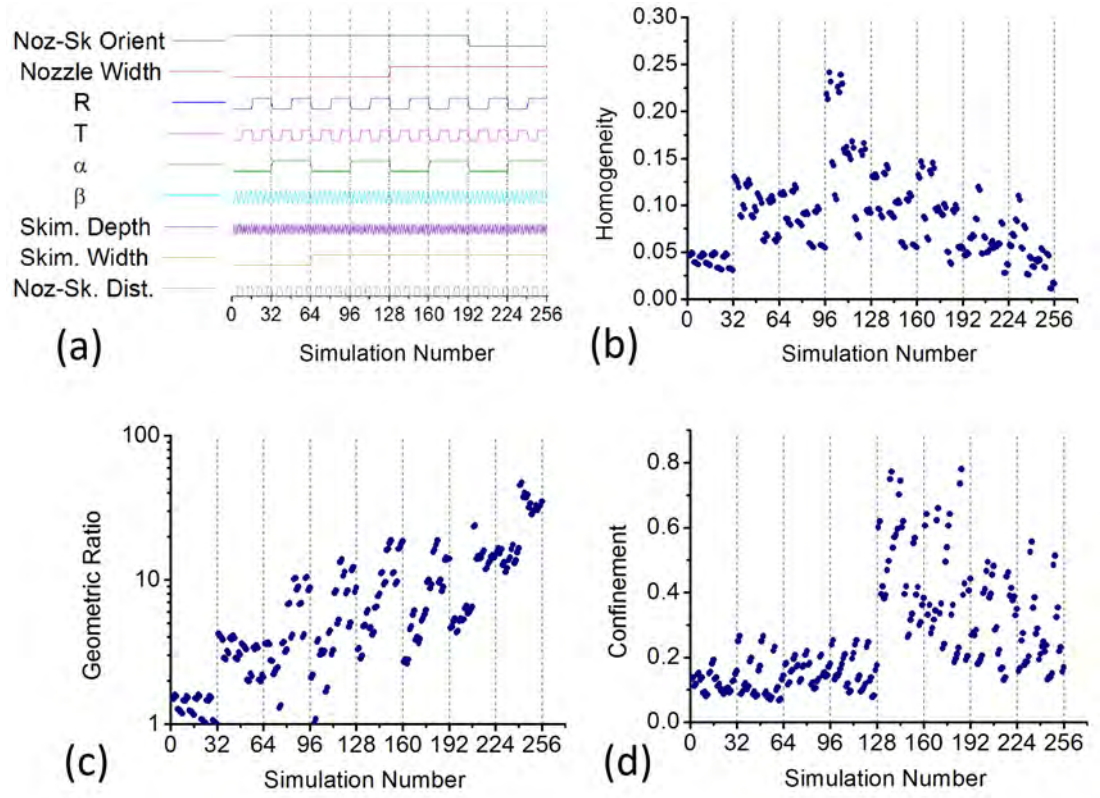 Noz-Sk Orient
Nozzle Width
R
T
α
β
Skim. Depth
Skim. Width
Noz-Sk. Dist.
0 32 64 96 128 160 192 224 256
Simulation Number
(a)
0.30
0.25
0.20
0.15
0.10
0.05
0.00
Homogeneity
0 32 64 96 128 160 192 224 256
Simulation Number
(b)
100
10
1
Geometric Ratio
0 32 64 96 128 160 192 224 256
Simulation Number
(c)
0.8
0.6
0.4
0.2
0.0
Confinement
0 32 64 96 128 160 192 224 256
Simulation Number
(d)